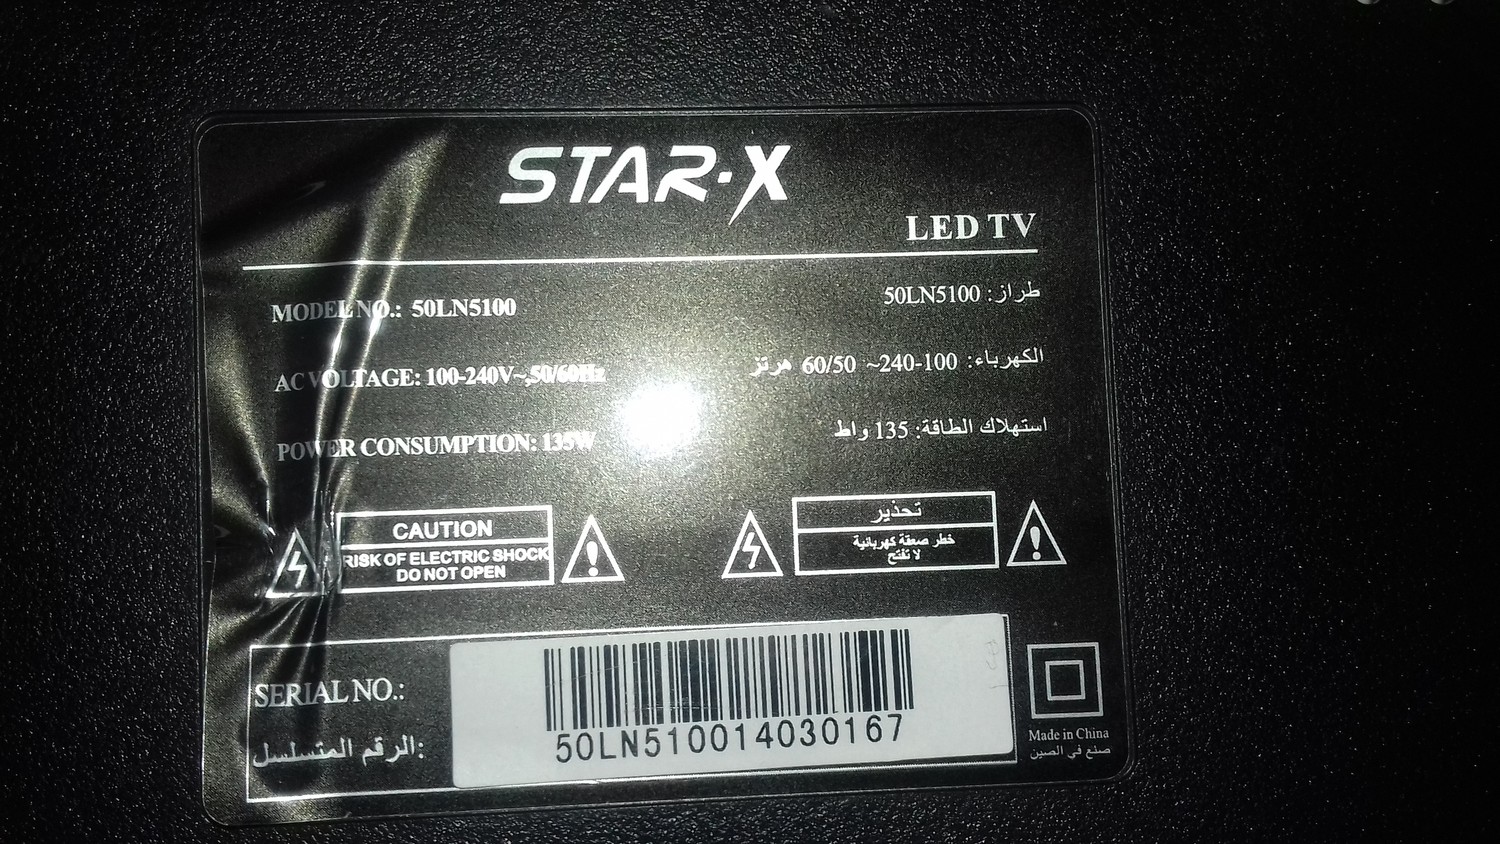 STAR-X
LED TV
MODEL NO.: 50LN5100
طراز: 50LN5100
AC VOLTAGE: 100-240V~,50/60Hz
الكهرباء: 100-240~ 60/50 هرتز
POWER CONSUMPTION: 135W
استهلاك الطاقة: 135 واط
CAUTION
RISK OF ELECTRIC SHOCK
DO NOT OPEN
تحذير
خطر صعقة كهربائية
لا تفتح
SERIAL NO.:
الرقم المتسلسل:
50LN510014030167
Made in China
صنع في الصين